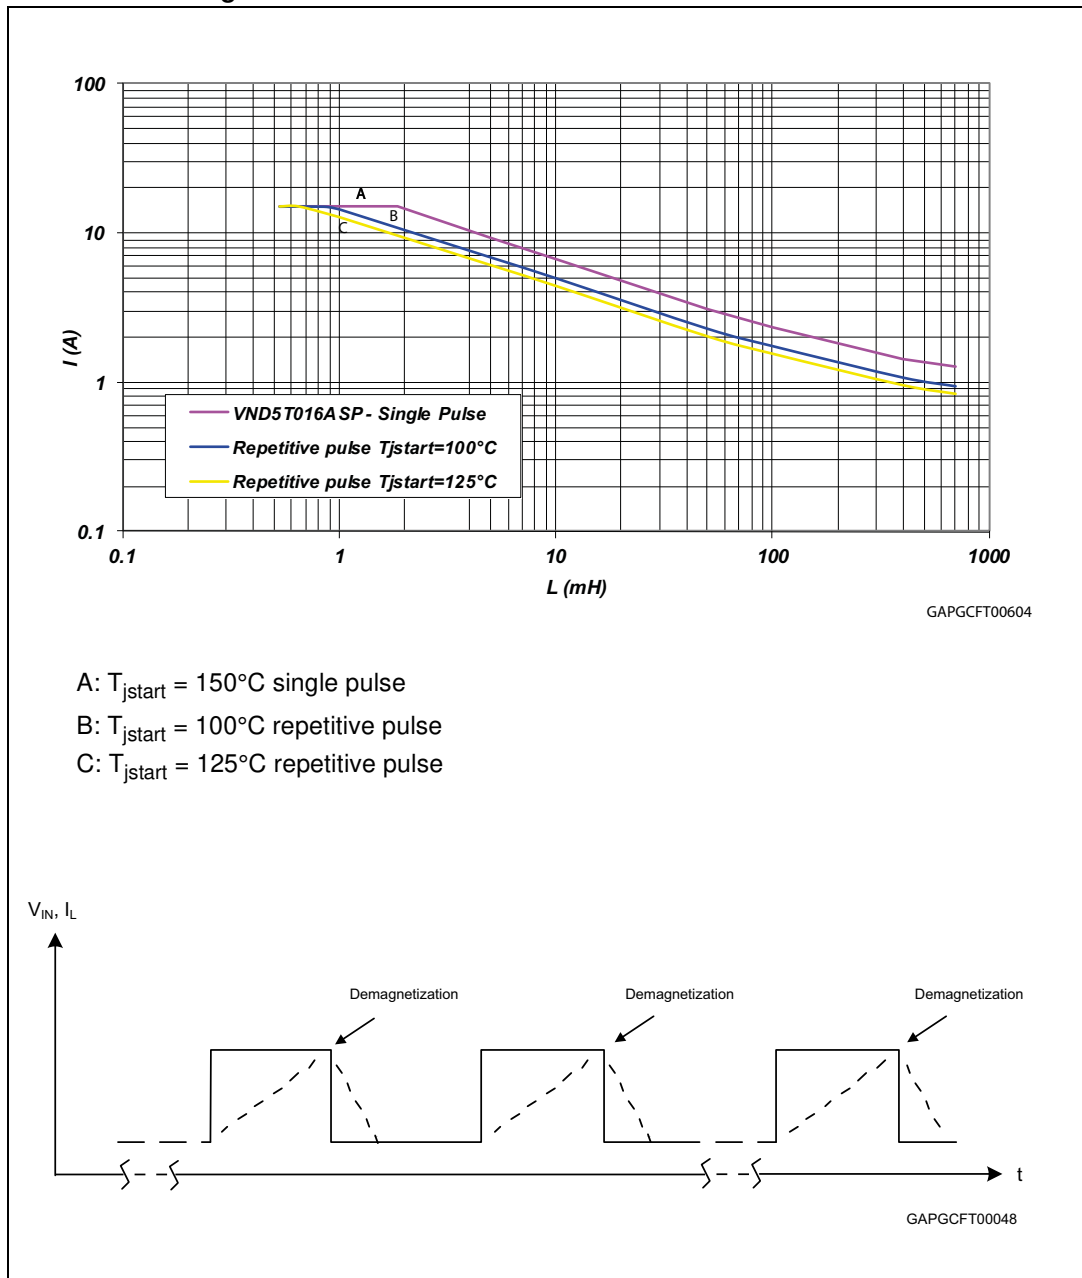 100
10
1
0.1
I (A)
A
B
C
VND5T016ASP - Single Pulse
Repetitive pulse Tjstart=100°C
Repetitive pulse Tjstart=125°C
0.1 1 10 100 1000
L (mH)
GAPGCFT00604
A: Tjstart = 150°C single pulse
B: Tjstart = 100°C repetitive pulse
C: Tjstart = 125°C repetitive pulse
VIN, IL
Demagnetization Demagnetization Demagnetization
t
GAPGCFT00048